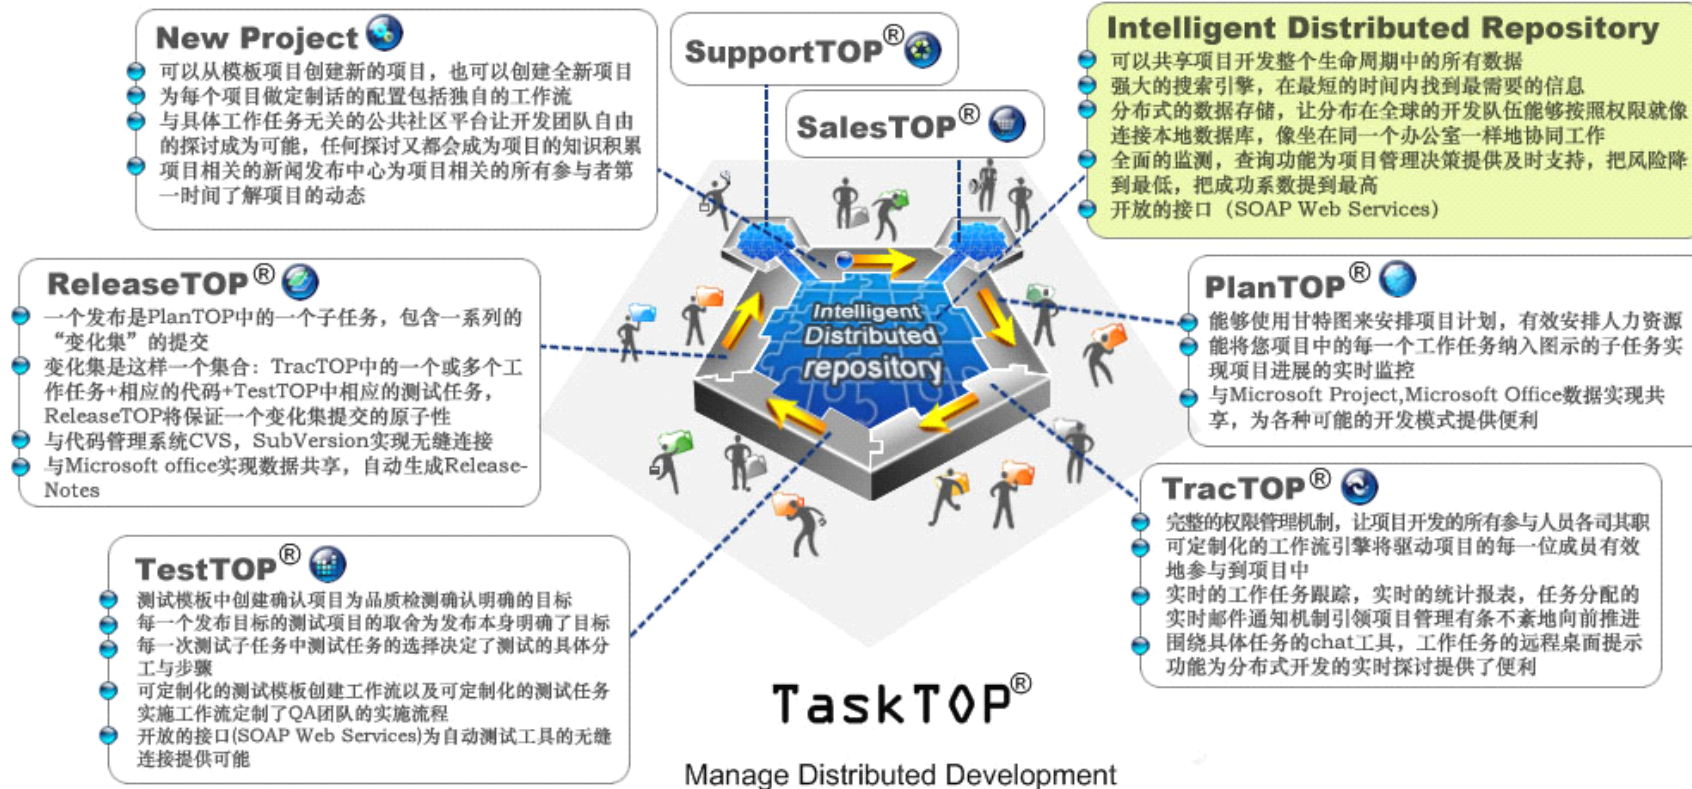 New Project
可以从模板项目创建新的项目，也可以创建全新项目
为每个项目做定制话的配置包括独自的工作流
与具体工作任务无关的公共社区平台让开发团队自由
的探讨成为可能，任何探讨又都会成为项目的知识积累
项目相关的新闻发布中心为项目相关的所有参与者第
一时间了解项目的动态
SupportTOP®
SalesTOP®
Intelligent Distributed Repository
可以共享项目开发整个生命周期中的所有数据
强大的搜索引擎，在最短的时间内找到最需要的信息
分布式的数据存储，让分布在全球的开发队伍能够按照权限就像
连接本地数据库，像坐在同一个办公室一样地协同工作
全面的监测，查询功能为项目管理决策提供及时支持，把风险降
到最低，把成功系数提到最高
开放的接口（SOAP Web Services）
ReleaseTOP®
一个发布是PlanTOP中的一个子任务，包含一系列的
“变化集”的提交
变化集是这样一个集合：TracTOP中的一个或多个工
作任务+相应的代码+TestTOP中相应的测试任务，
ReleaseTOP将保证一个变化集提交的原子性
与代码管理系统CVS，SubVersion实现无缝连接
与Microsoft office实现数据共享，自动生成Release-
Notes
Intelligent
Distributed
repository
PlanTOP®
能够使用甘特图来安排项目计划，有效安排人力资源
能将您项目中的每一个工作任务纳入图示的子任务实
现项目进展的实时监控
与Microsoft Project,Microsoft Office数据实现共
享，为各种可能的开发模式提供便利
TracTOP®
完整的权限管理机制，让项目开发的所有参与人员各司其职
可定制化的工作流引擎将驱动项目的每一位成员有效
地参与到项目中
实时的工作任务跟踪，实时的统计报表，任务分配的
实时邮件通知机制引领项目管理有条不紊地向前推进
围绕具体任务的chat工具，工作任务的远程桌面提示
功能为分布式开发的实时探讨提供了便利
TestTOP®
测试模板中创建确认项目为品质检测确认明确的目标
每一个发布目标的测试项目的取舍为发布本身明确了目标
每一次测试子任务中测试任务的选择决定了测试的具体分
工与步骤
可定制化的测试模板创建工作流以及可定制化的测试任务
实施工作流定制了QA团队的实施流程
开放的接口(SOAP Web Services)为自动测试工具的无缝
连接提供可能
TaskTOP®
Manage Distributed Development